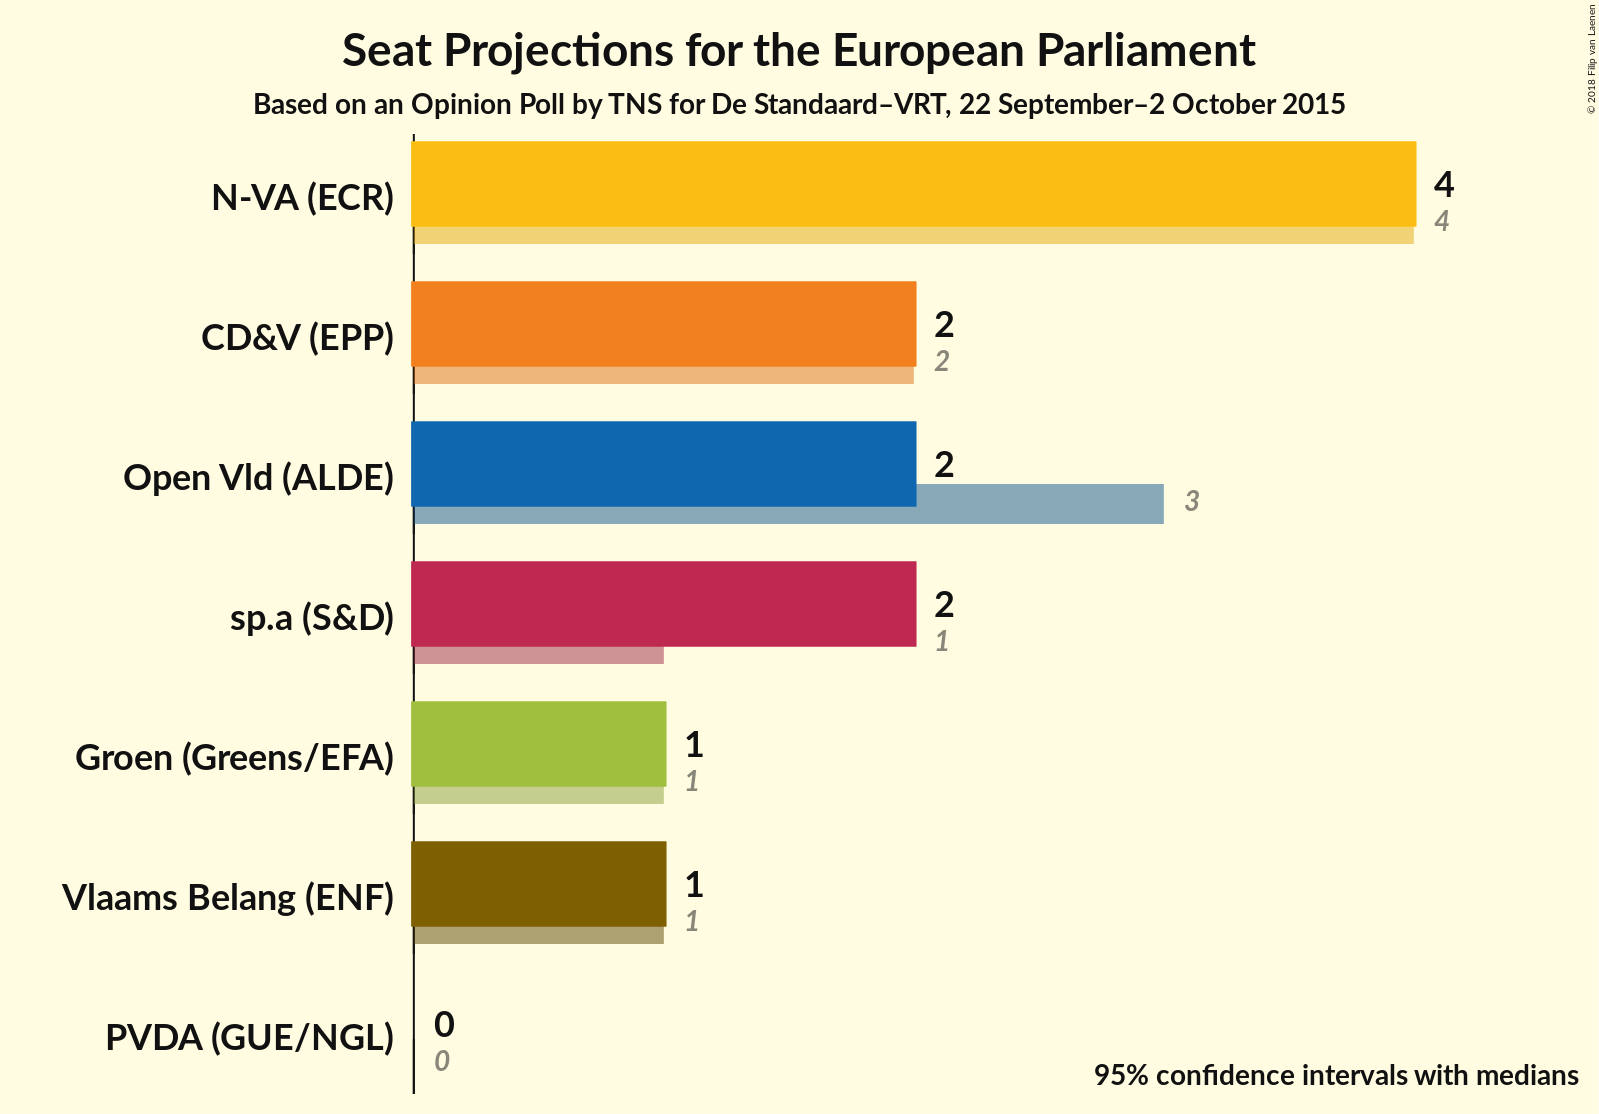 Seat Projections for the European Parliament
Based on an Opinion Poll by TNS for De Standaard–VRT, 22 September–2 October 2015
© 2018 Filip van Laenen
N-VA (ECR)
4
4
CD&V (EPP)
2
2
Open Vld (ALDE)
2
3
sp.a (S&D)
2
1
Groen (Greens/EFA)
1
1
Vlaams Belang (ENF)
1
1
PVDA (GUE/NGL)
0
0
95% confidence intervals with medians